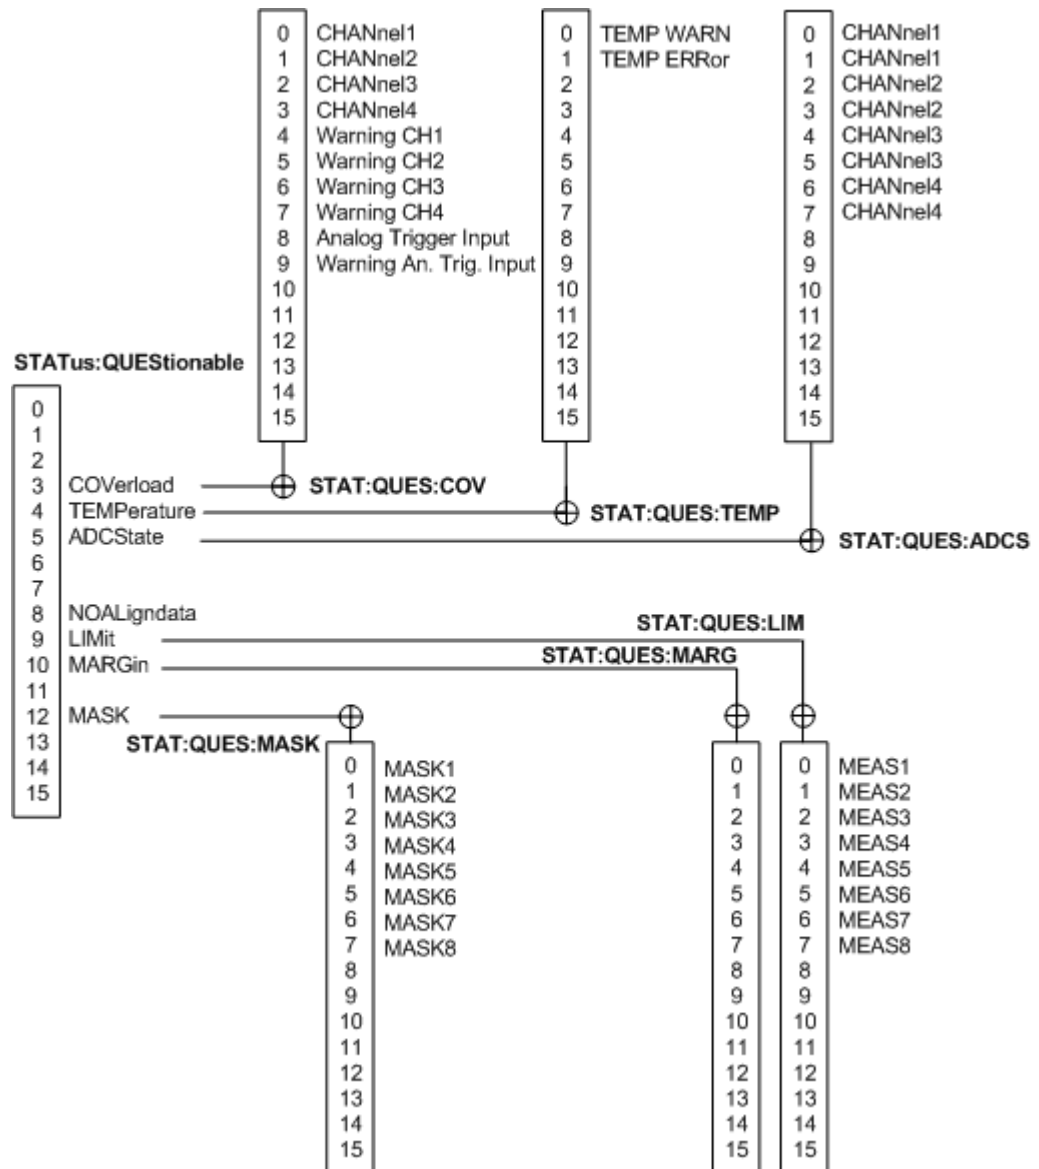 0 CHANnel1
1 CHANnel2
2 CHANnel3
3 CHANnel4
4 Warning CH1
5 Warning CH2
6 Warning CH3
7 Warning CH4
8 Analog Trigger Input
9 Warning An. Trig. Input
10
11
12
13
14
15
0 TEMP WARN
1 TEMP ERRor
2
3
4
5
6
7
8
9
10
11
12
13
14
15
0 CHANnel1
1 CHANnel1
2 CHANnel2
3 CHANnel2
4 CHANnel3
5 CHANnel3
6 CHANnel4
7 CHANnel4
8
9
10
11
12
13
14
15
STATus:QUEStionable
0
1
2
3 COVerload
4 TEMPerature
5 ADCState
6
7
8 NOALigndata
9 LIMit
10 MARGin
11
12 MASK
13
14
15
STAT:QUES:COV
STAT:QUES:TEMP
STAT:QUES:ADCS
STAT:QUES:LIM
STAT:QUES:MARG
STAT:QUES:MASK
0 MASK1
1 MASK2
2 MASK3
3 MASK4
4 MASK5
5 MASK6
6 MASK7
7 MASK8
8
9
10
11
12
13
14
15
0
1
2
3
4
5
6
7
8
9
10
11
12
13
14
15
0 MEAS1
1 MEAS2
2 MEAS3
3 MEAS4
4 MEAS5
5 MEAS6
6 MEAS7
7 MEAS8
8
9
10
11
12
13
14
15